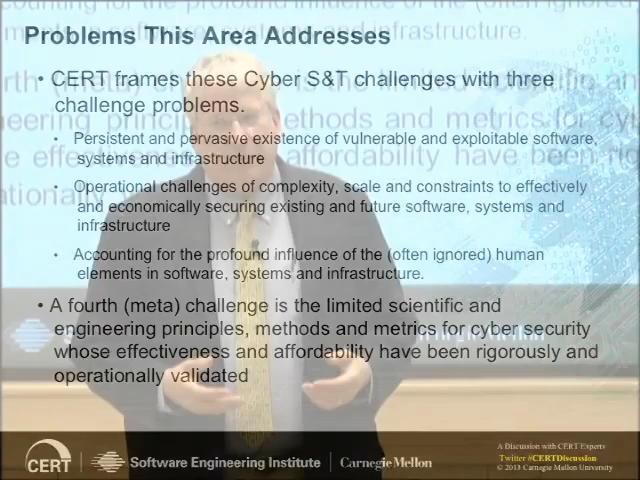 Problems This Area Addresses
• CERT frames these Cyber S&T challenges with three
challenge problems.
• Persistent and pervasive existence of vulnerable and exploitable software,
systems and infrastructure
• Operational challenges of complexity, scale and constraints to effectively
and economically securing existing and future software, systems and
infrastructure
• Accounting for the profound influence of the (often ignored) human
elements in software, systems and infrastructure.
• A fourth (meta) challenge is the limited scientific and
engineering principles, methods and metrics for cyber security
whose effectiveness and affordability have been rigorously and
operationally validated
CERT
Software Engineering Institute
Carnegie Mellon
A Discussion with CERT Experts
Twitter #CERTDiscussion
© 2013 Carnegie Mellon University